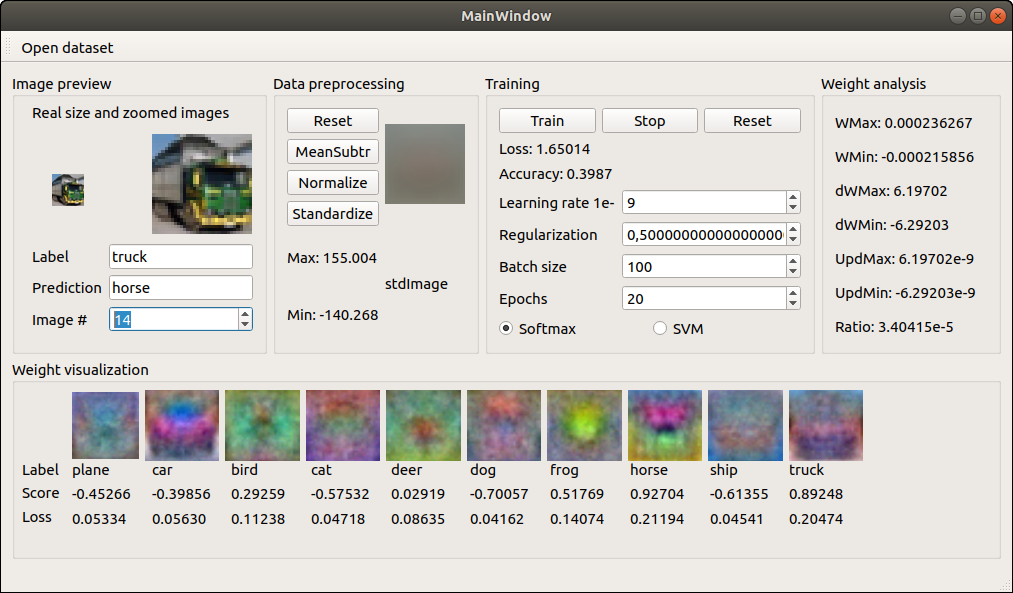 MainWindow
Open dataset
Image preview
Real size and zoomed images
Label truck
Prediction horse
Image # 14
Data preprocessing
Reset
MeanSubtr
Normalize
Standardize
Max: 155.004
stdImage
Min: -140.268
Training
Train Stop Reset
Loss: 1.65014
Accuracy: 0.3987
Learning rate 1e- 9
Regularization 0,5000000000000000
Batch size 100
Epochs 20
Softmax SVM
Weight analysis
WMax: 0.000236267
WMin: -0.000215856
dWMax: 6.19702
dWMin: -6.29203
UpdMax: 6.19702e-9
UpdMin: -6.29203e-9
Ratio: 3.40415e-5
Weight visualization
Label plane car bird cat deer dog frog horse ship truck
Score -0.45266 -0.39856 0.29259 -0.57532 0.02919 -0.70057 0.51769 0.92704 -0.61355 0.89248
Loss 0.05334 0.05630 0.11238 0.04718 0.08635 0.04162 0.14074 0.21194 0.04541 0.20474